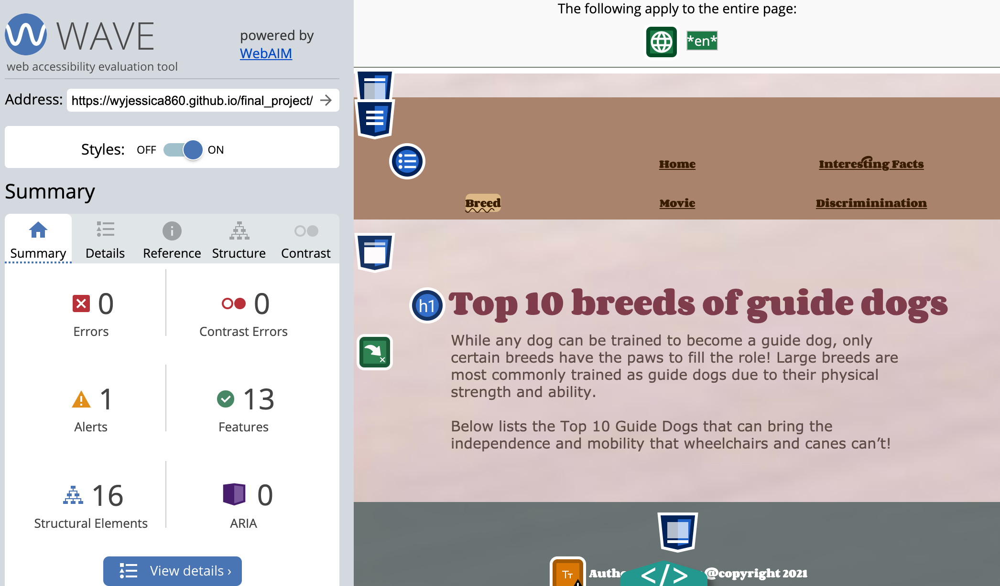 WAVE
powered by
WebAIM
web accessibility evaluation tool
Address: https://wyjessica860.github.io/final_project/
Styles: OFF ON
Summary
Summary Details Reference Structure Contrast
0 0
Errors Contrast Errors
1 13
Alerts Features
16 0
Structural Elements ARIA
View details ›
The following apply to the entire page:
*en*
Home Interesting Facts
Breed Movie Discriminination
h1 Top 10 breeds of guide dogs
While any dog can be trained to become a guide dog, only
certain breeds have the paws to fill the role! Large breeds are
most commonly trained as guide dogs due to their physical
strength and ability.
Below lists the Top 10 Guide Dogs that can bring the
independence and mobility that wheelchairs and canes can’t!
TT </> @copyright 2021